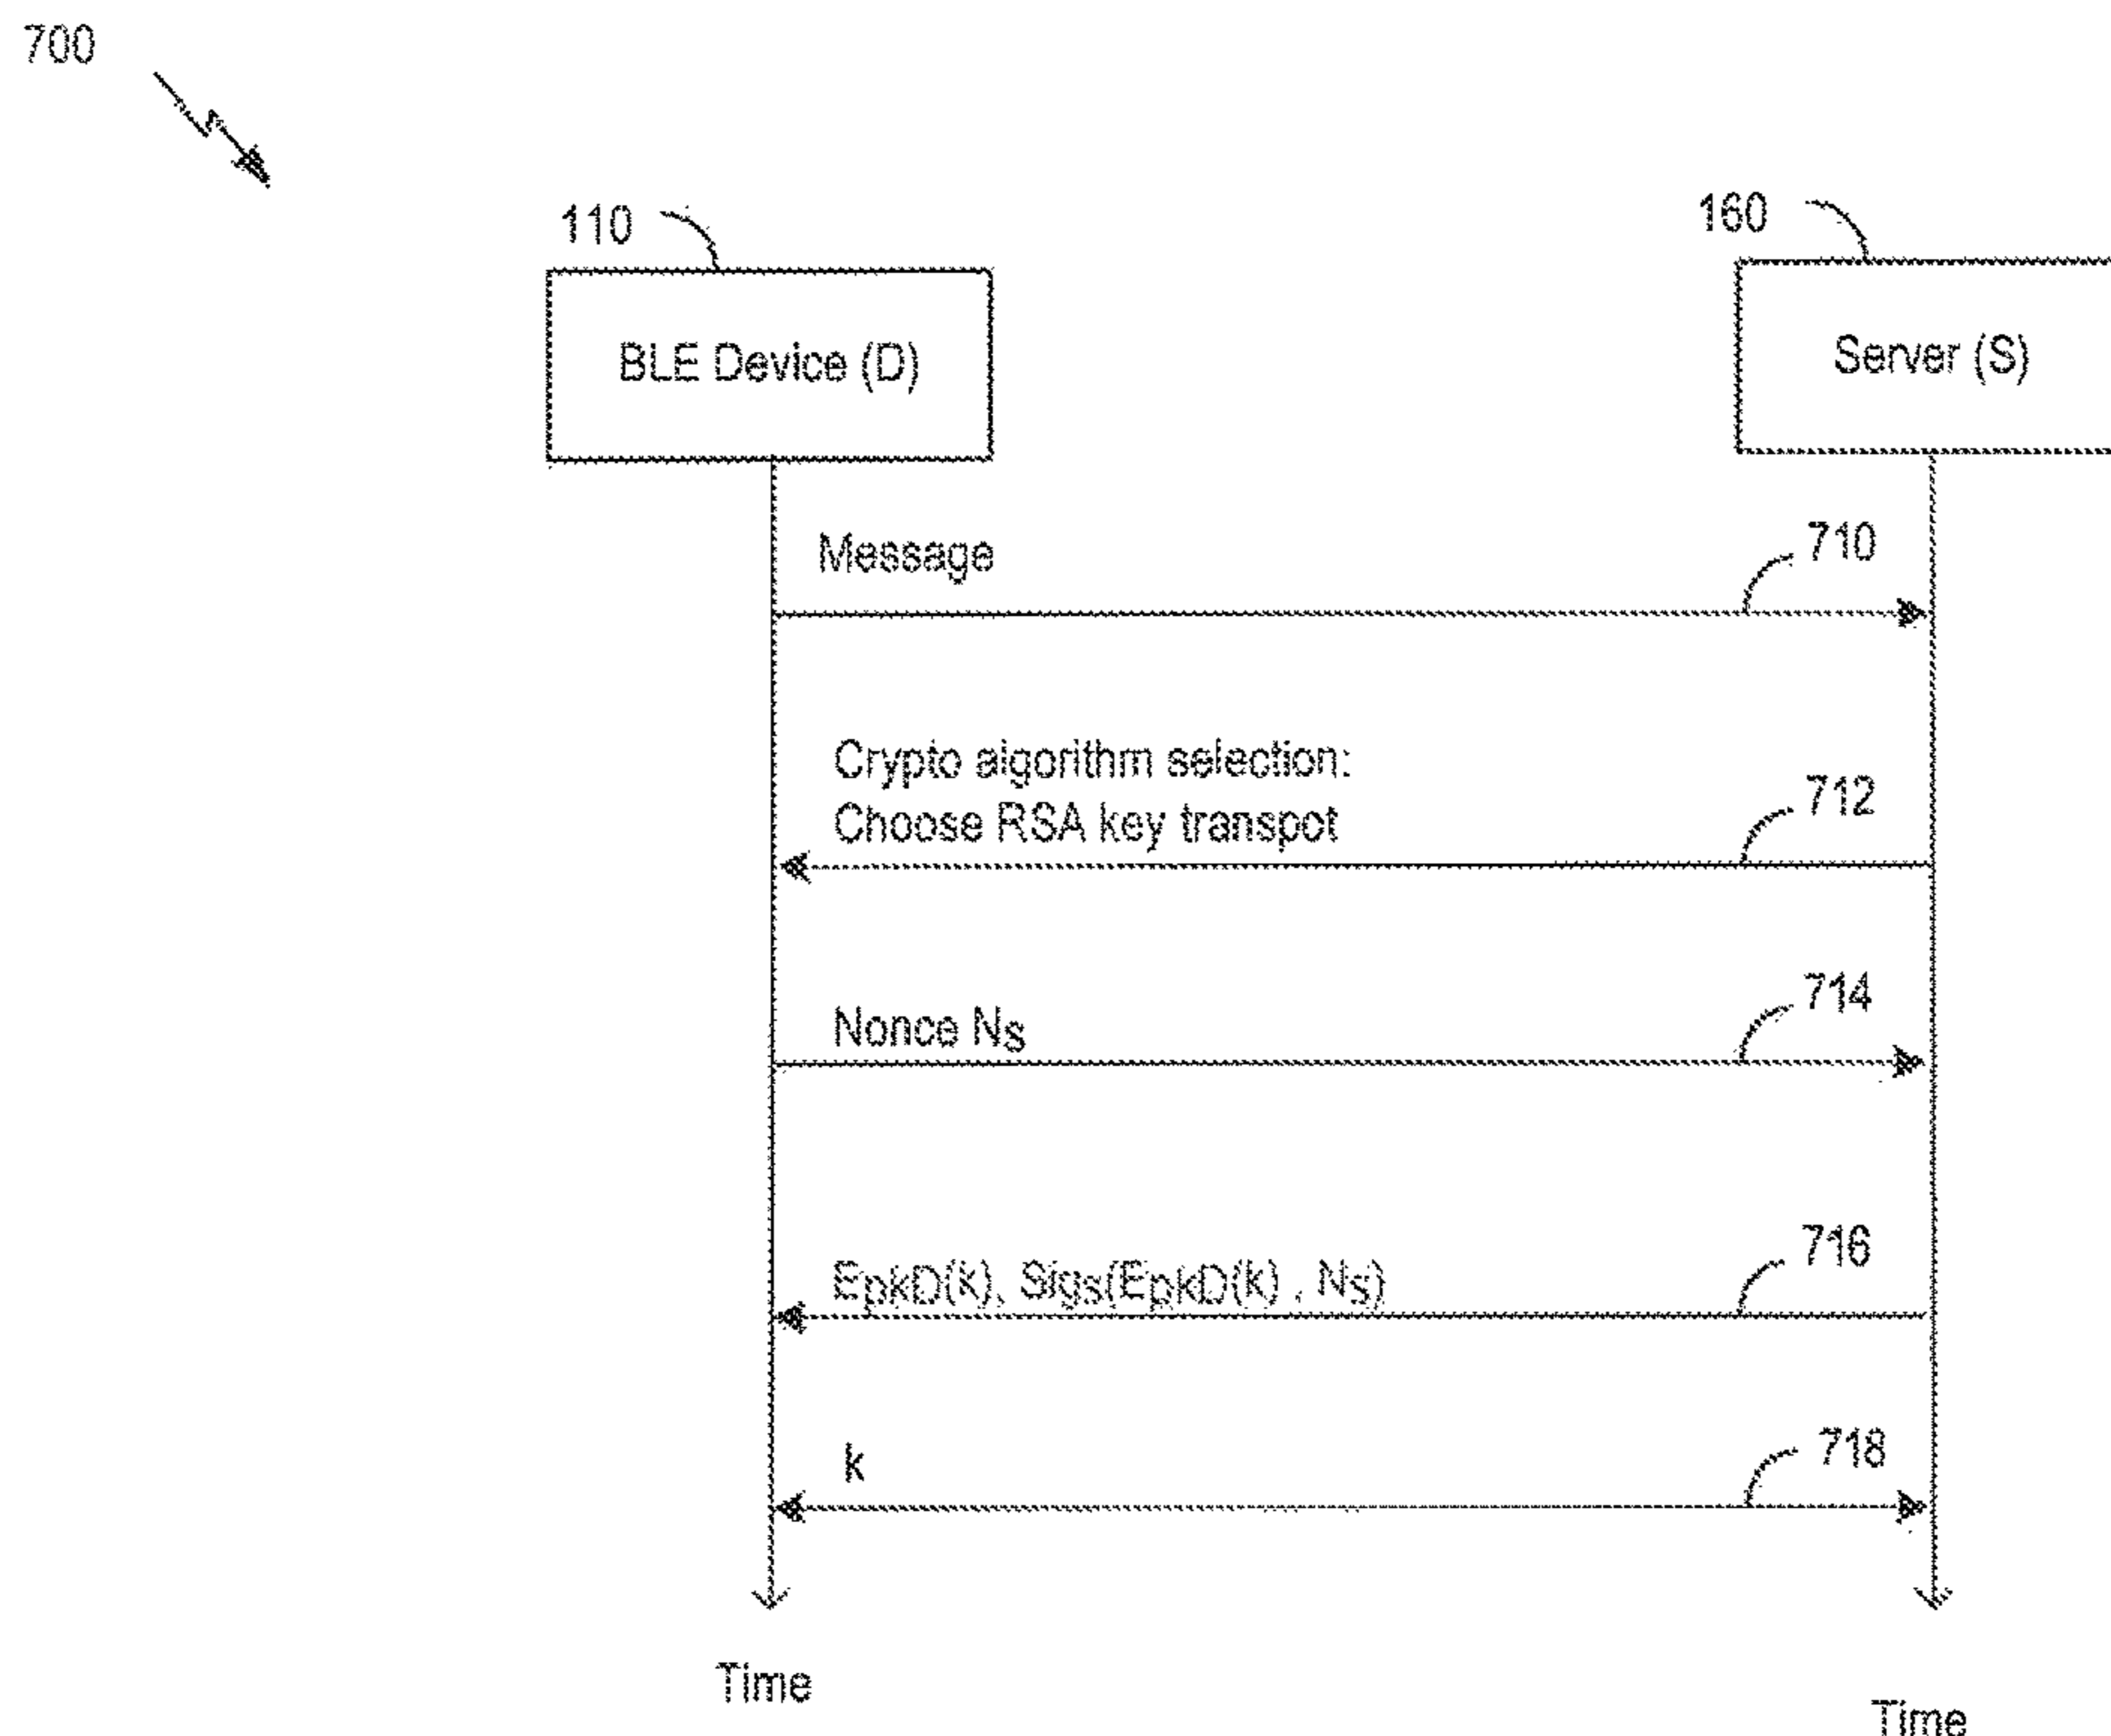 700
110
160
BLE Device (D)
Server (S)
Message
710
Crypto algorithm selection:
Choose RSA key transpot
712
Nonce Ns
714
EpkD(k), Sigs(EpkD(k) , Ns)
716
k
718
Time
Time